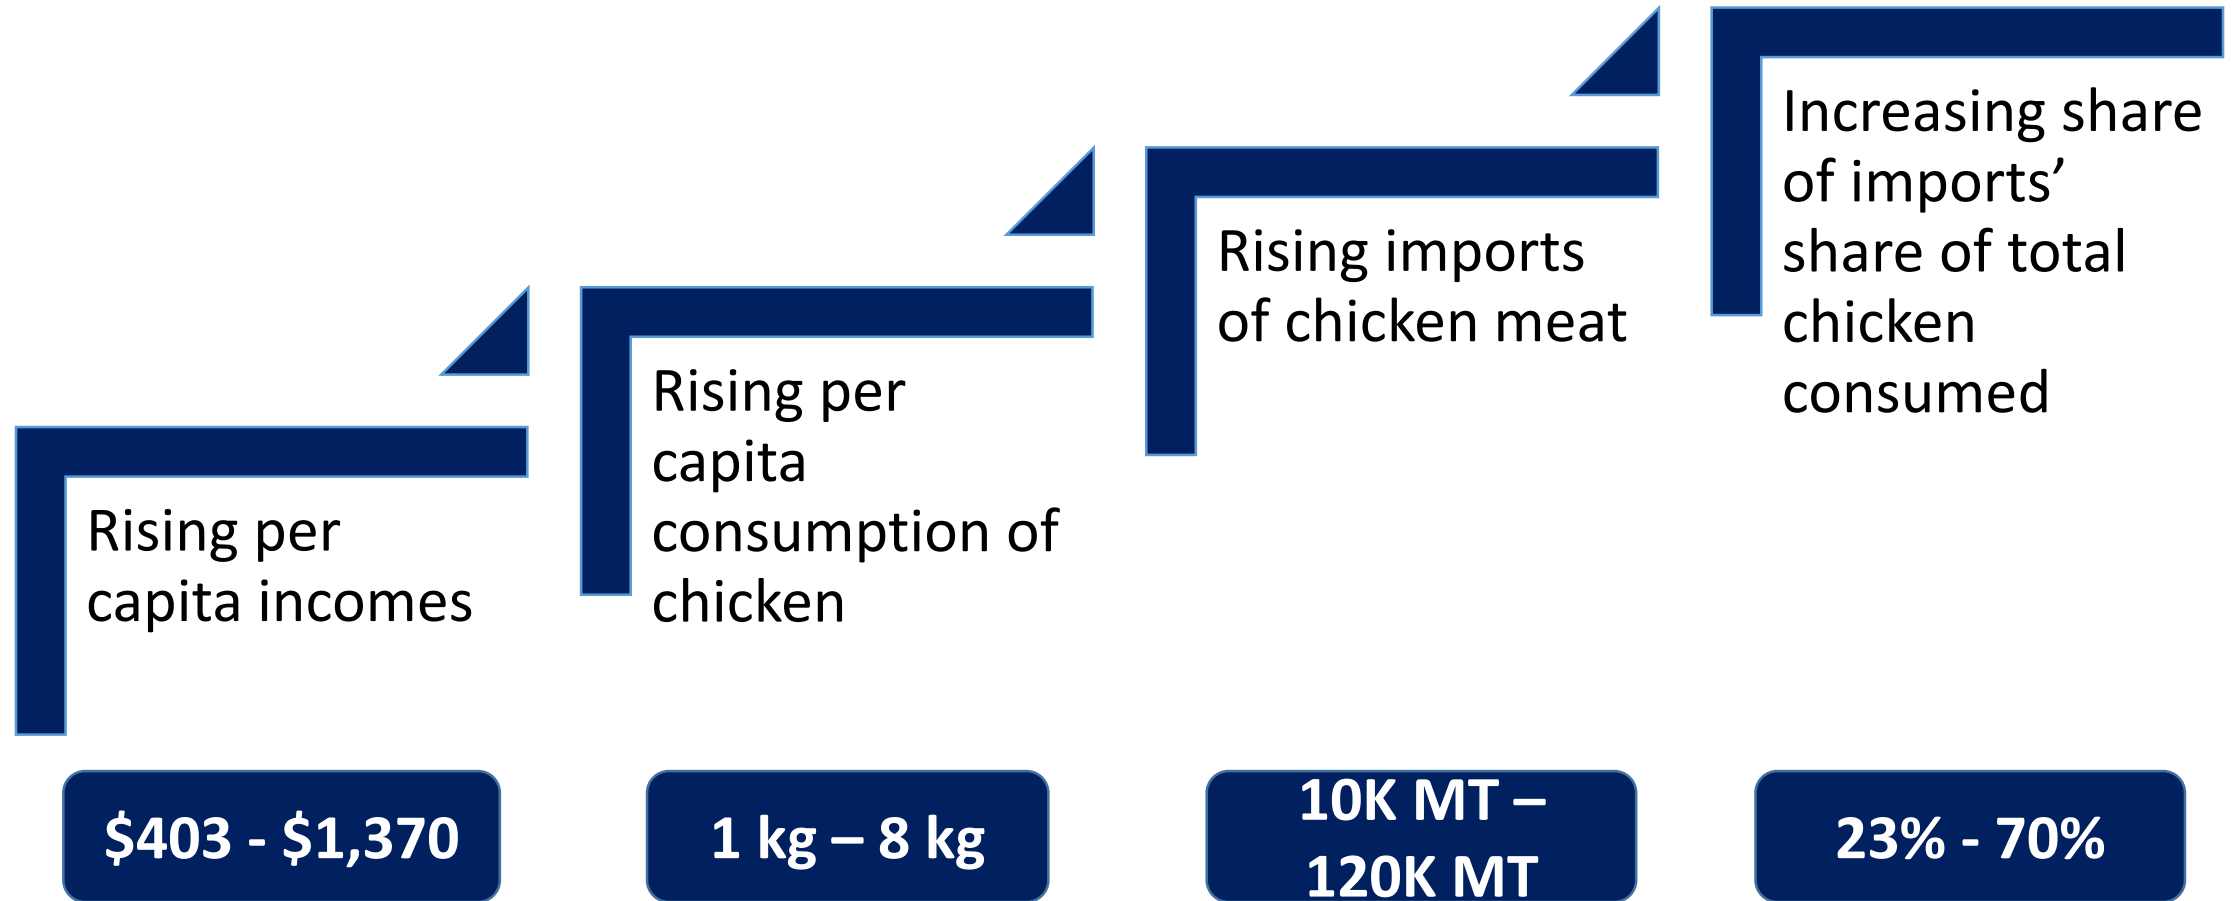 Rising per
capita incomes
Rising per
capita
consumption of
chicken
Rising imports
of chicken meat
Increasing share
of imports’
share of total
chicken
consumed
$403 - $1,370
1 kg – 8 kg
10K MT –
120K MT
23% - 70%